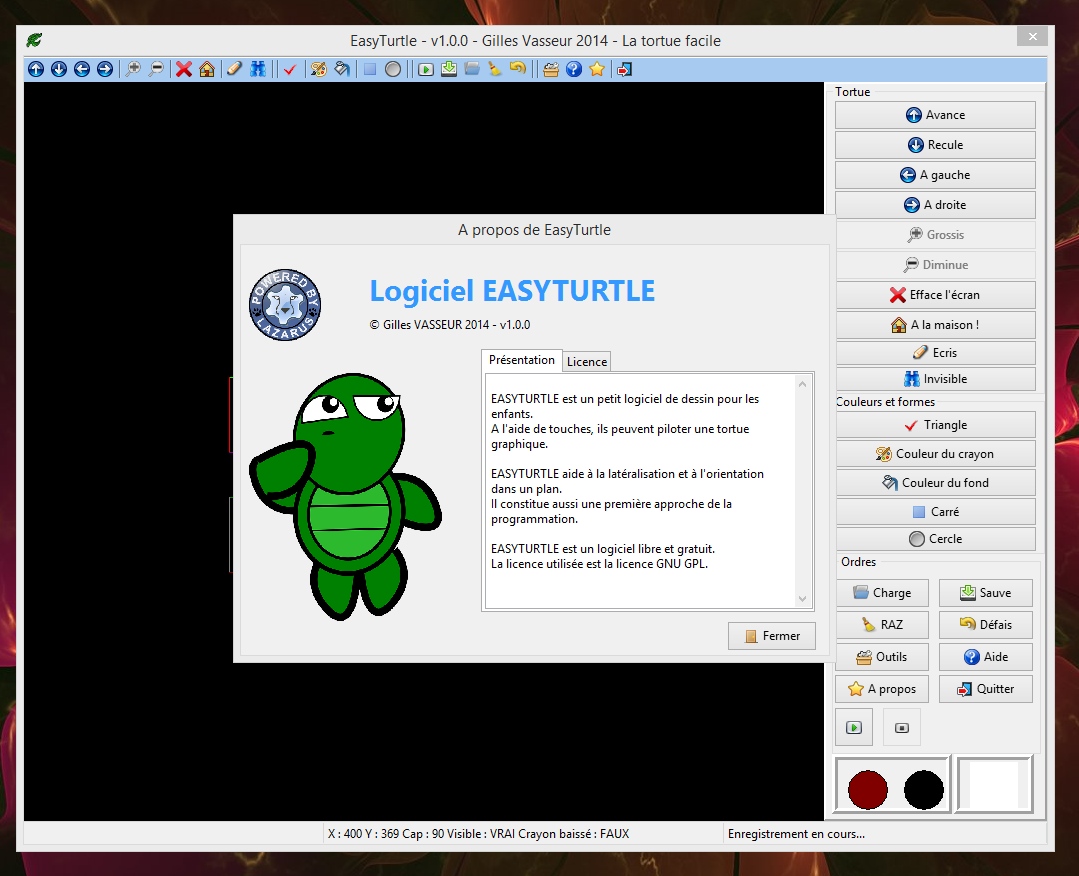 EasyTurtle - v1.0.0 - Gilles Vasseur 2014 - La tortue facile
Tortue
Avance
Recule
A gauche
A droite
Grossis
Diminue
Efface l'écran
A la maison !
Ecris
Invisible
Couleurs et formes
Triangle
Couleur du crayon
Couleur du fond
Carré
Cercle
Ordres
Charge
Sauve
RAZ
Défais
Outils
Aide
A propos
Quitter
A propos de EasyTurtle
POWERED BY
LAZARUS
Logiciel EASYTURTLE
© Gilles VASSEUR 2014 - v1.0.0
Présentation
Licence
EASYTURTLE est un petit logiciel de dessin pour les
enfants.
A l'aide de touches, ils peuvent piloter une tortue
graphique.
EASYTURTLE aide à la latéralisation et à l'orientation
dans un plan.
Il constitue aussi une première approche de la
programmation.
EASYTURTLE est un logiciel libre et gratuit.
La licence utilisée est la licence GNU GPL.
Fermer
X : 400 Y : 369 Cap : 90 Visible : VRAI Crayon baissé : FAUX
Enregistrement en cours...